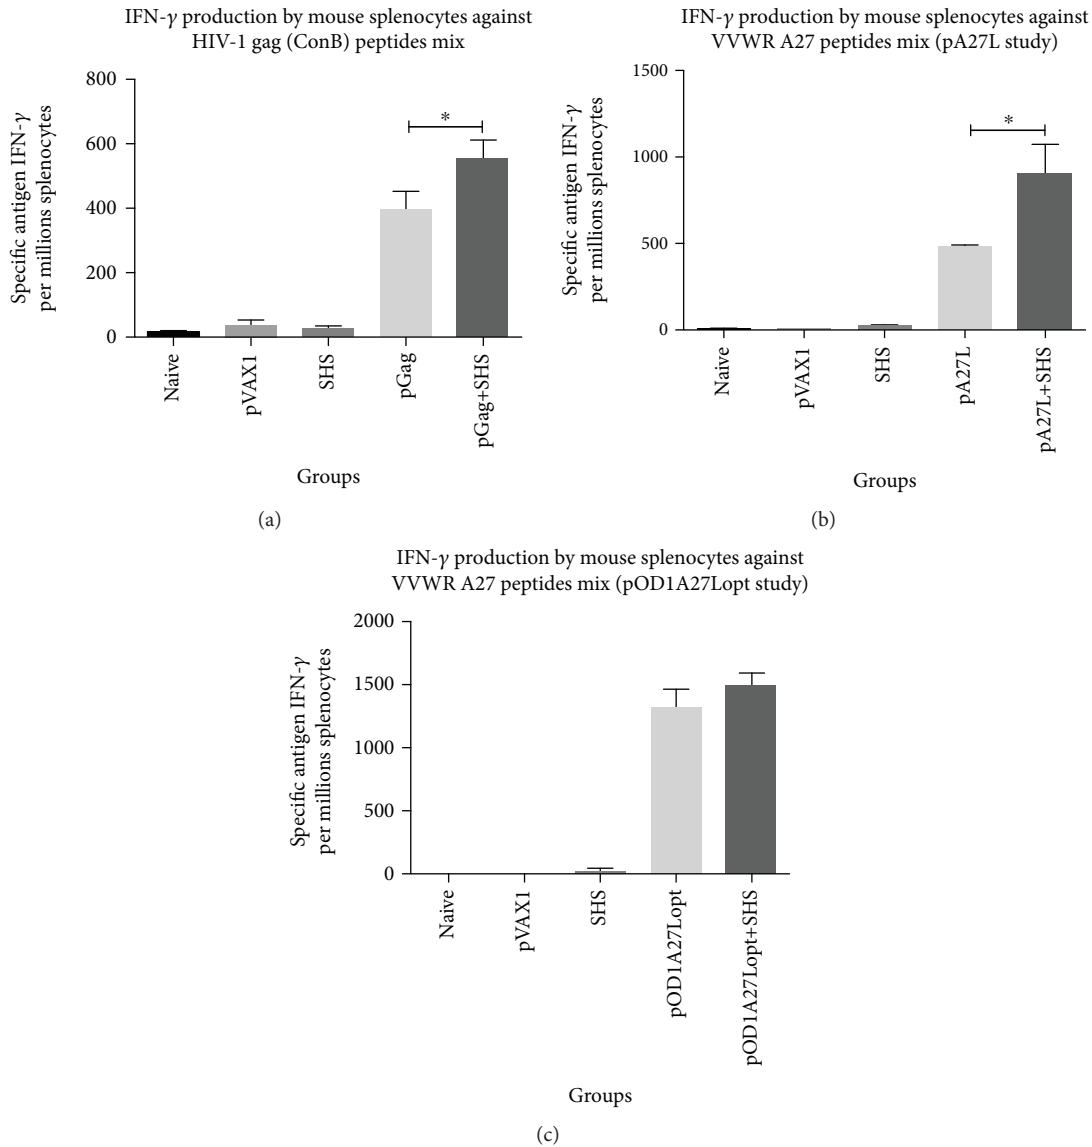 IFN-γ production by mouse splenocytes against
HIV-1 gag (ConB) peptides mix
Specific antigen IFN-γ
per millions splenocytes
800
600
400
200
0
*
Naive
pVAX1
SHS
pGag
pGag+SHS
Groups
(a)
IFN-γ production by mouse splenocytes against
VVWR A27 peptides mix (pA27L study)
Specific antigen IFN-γ
per millions splenocytes
1500
1000
500
0
*
Naive
pVAX1
SHS
pA27L
pA27L+SHS
Groups
(b)
IFN-γ production by mouse splenocytes against
VVWR A27 peptides mix (pOD1A27Lopt study)
Specific antigen IFN-γ
per millions splenocytes
2000
1500
1000
500
0
Naive
pVAX1
SHS
pOD1A27Lopt
pOD1A27Lopt+SHS
Groups
(c)